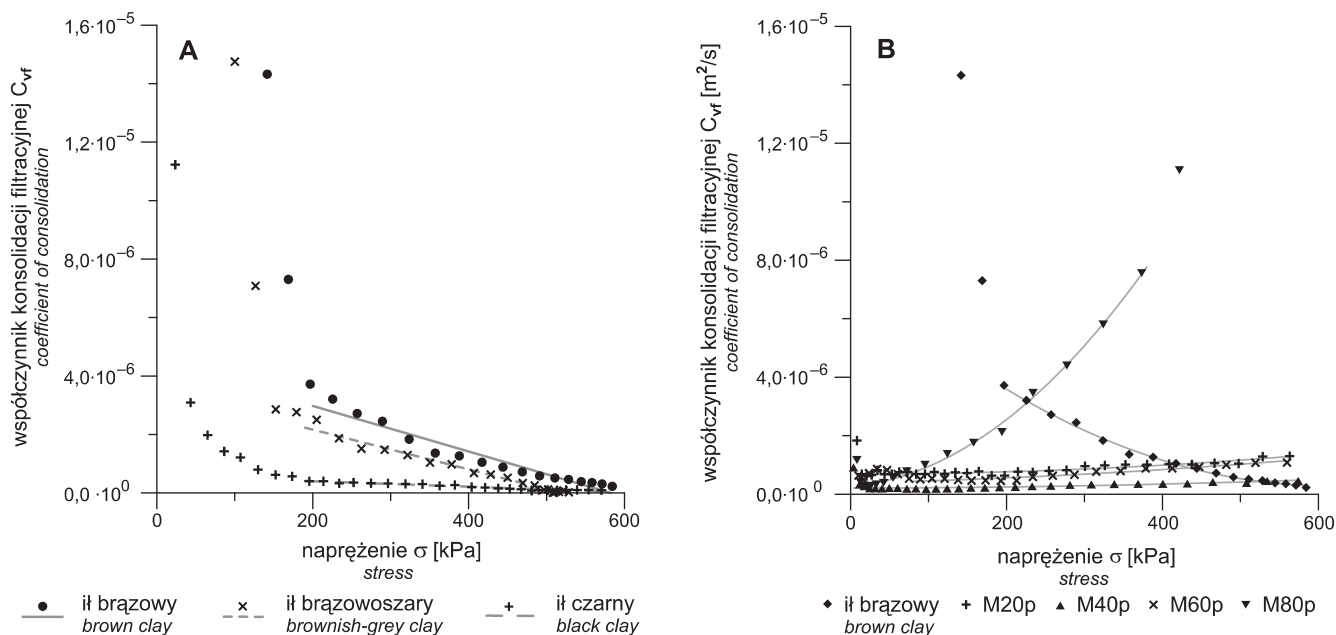 A
współczynnik konsolidacji filtracyjnej Cvf
coefficient of consolidation
1,6·10⁻⁵
1,2·10⁻⁵
8,0·10⁻⁶
4,0·10⁻⁶
0,0·10⁰
0 200 400 600
naprężenie σ [kPa]
stress
ił brązowy ił brązowoszary ił czarny
brown clay brownish-grey clay black clay
B
współczynnik konsolidacji filtracyjnej Cvf [m²/s]
coefficient of consolidation
1,6·10⁻⁵
1,2·10⁻⁵
8,0·10⁻⁶
4,0·10⁻⁶
0,0·10⁰
0 200 400 600
naprężenie σ [kPa]
stress
ił brązowy M20p M40p M60p M80p
brown clay